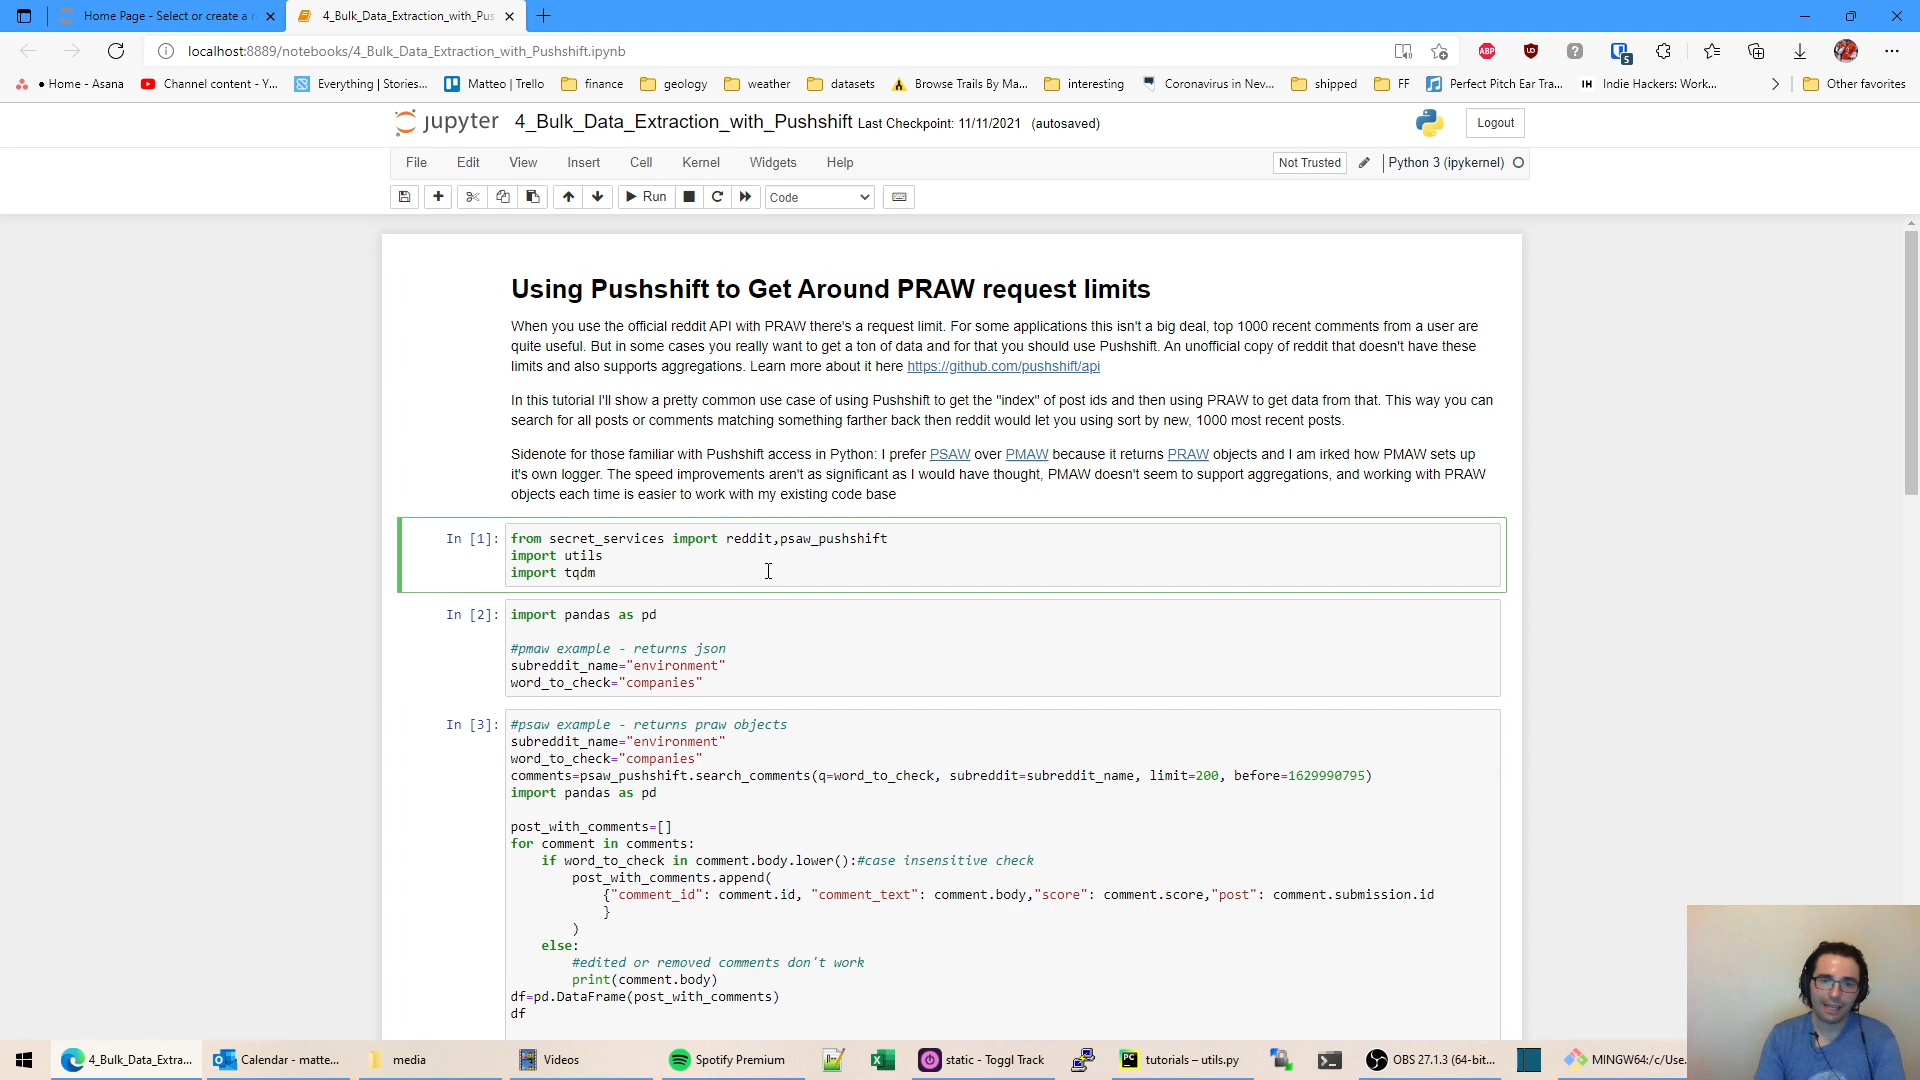 Home Page - Select or create a n
4_Bulk_Data_Extraction_with_Pus
localhost:8889/notebooks/4_Bulk_Data_Extraction_with_Pushshift.ipynb
ABP
5
• Home - Asana
Channel content - Y...
Everything | Stories...
Matteo | Trello
finance
geology
weather
datasets
Browse Trails By Ma...
interesting
Coronavirus in Nev...
shipped
FF
Perfect Pitch Ear Tra...
IH Indie Hackers: Work...
Other favorites
jupyter 4_Bulk_Data_Extraction_with_Pushshift Last Checkpoint: 11/11/2021 (autosaved)
Logout
File Edit View Insert Cell Kernel Widgets Help
Not Trusted
Python 3 (ipykernel)
Run
Code
Using Pushshift to Get Around PRAW request limits
When you use the official reddit API with PRAW there's a request limit. For some applications this isn't a big deal, top 1000 recent comments from a user are
quite useful. But in some cases you really want to get a ton of data and for that you should use Pushshift. An unofficial copy of reddit that doesn't have these
limits and also supports aggregations. Learn more about it here https://github.com/pushshift/api
In this tutorial I'll show a pretty common use case of using Pushshift to get the "index" of post ids and then using PRAW to get data from that. This way you can
search for all posts or comments matching something farther back then reddit would let you using sort by new, 1000 most recent posts.
Sidenote for those familiar with Pushshift access in Python: I prefer PSAW over PMAW because it returns PRAW objects and I am irked how PMAW sets up
it's own logger. The speed improvements aren't as significant as I would have thought, PMAW doesn't seem to support aggregations, and working with PRAW
objects each time is easier to work with my existing code base
In [1]: from secret_services import reddit,psaw_pushshift
import utils
import tqdm
In [2]: import pandas as pd
#pmaw example - returns json
subreddit_name="environment"
word_to_check="companies"
In [3]: #psaw example - returns praw objects
subreddit_name="environment"
word_to_check="companies"
comments=psaw_pushshift.search_comments(q=word_to_check, subreddit=subreddit_name, limit=200, before=1629990795)
import pandas as pd
post_with_comments=[]
for comment in comments:
if word_to_check in comment.body.lower():#case insensitive check
post_with_comments.append(
{"comment_id": comment.id, "comment_text": comment.body,"score": comment.score,"post": comment.submission.id
}
)
else:
#edited or removed comments don't work
print(comment.body)
df=pd.DataFrame(post_with_comments)
df
4_Bulk_Data_Extra...
Calendar - matte...
media
Videos
Spotify Premium
static - Toggl Track
PC tutorials – utils.py
OBS 27.1.3 (64-bit...
MINGW64:/c/Use...